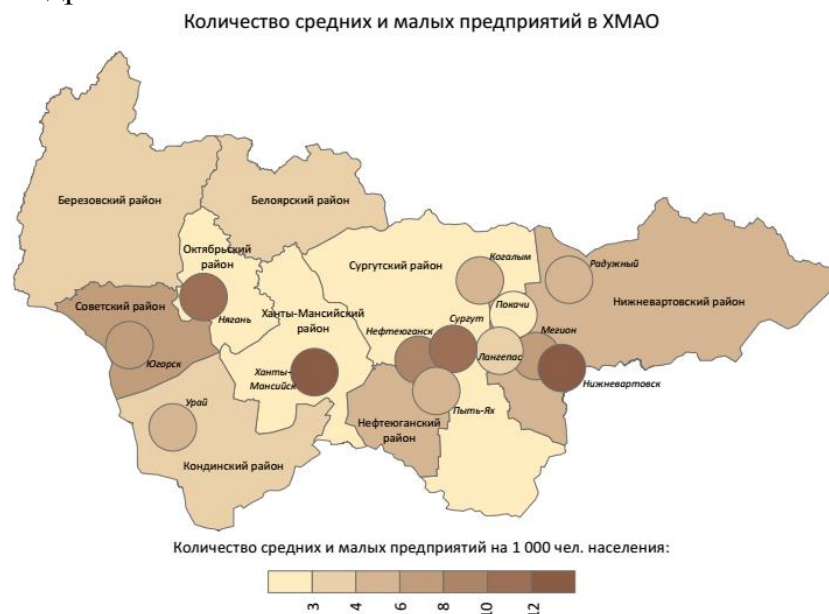 Количество средних и малых предприятий в ХМАО
Березовский район
Белоярский район
Октябрьский
район
Сургутский район
Когалым
Радужный
Советский район
Нягань
Ханты-Мансийский
район
Покачи
Нижневартовский район
Сургут
Нефтеюганск
Мегион
Югорск
Лангепас
Ханты-
Мансийск
Нижневартовск
Урай
Пыть-Ях
Нефтеюганский
район
Кондинский район
Количество средних и малых предприятий на 1 000 чел. населения:
3 4 6 8 10 12